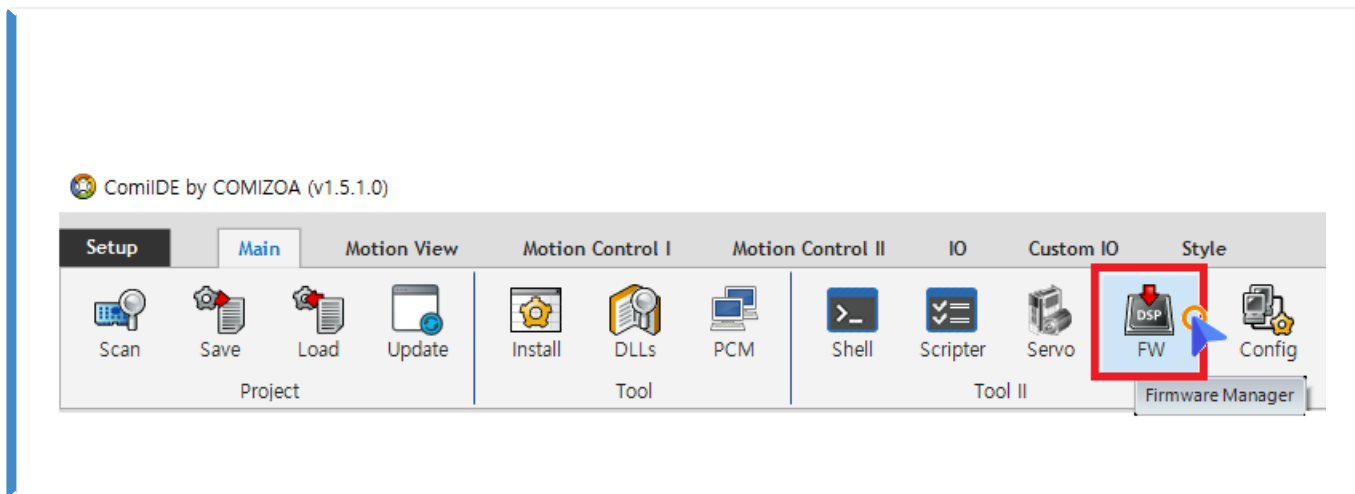 ComiIDE by COMIZOA (v1.5.1.0)
Setup Main Motion View Motion Control I Motion Control II IO Custom IO Style
DSP
Scan Save Load Update Install DLLs PCM Shell Scripter Servo FW Config
Project Tool Tool II
Firmware Manager